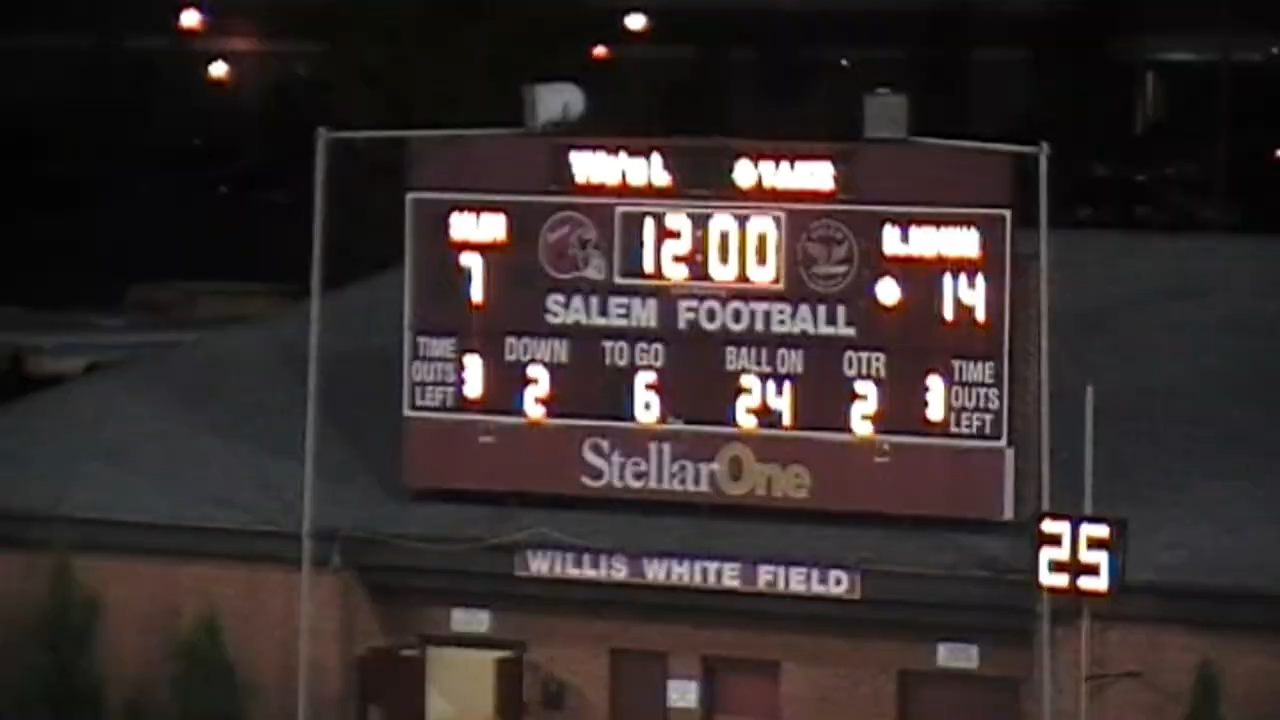 SALEM
12:00
7
14
SALEM FOOTBALL
TIME OUTS LEFT
3
DOWN
2
TO GO
6
BALL ON
24
QTR
2
3
TIME OUTS LEFT
StellarOne
25
WILLIS WHITE FIELD